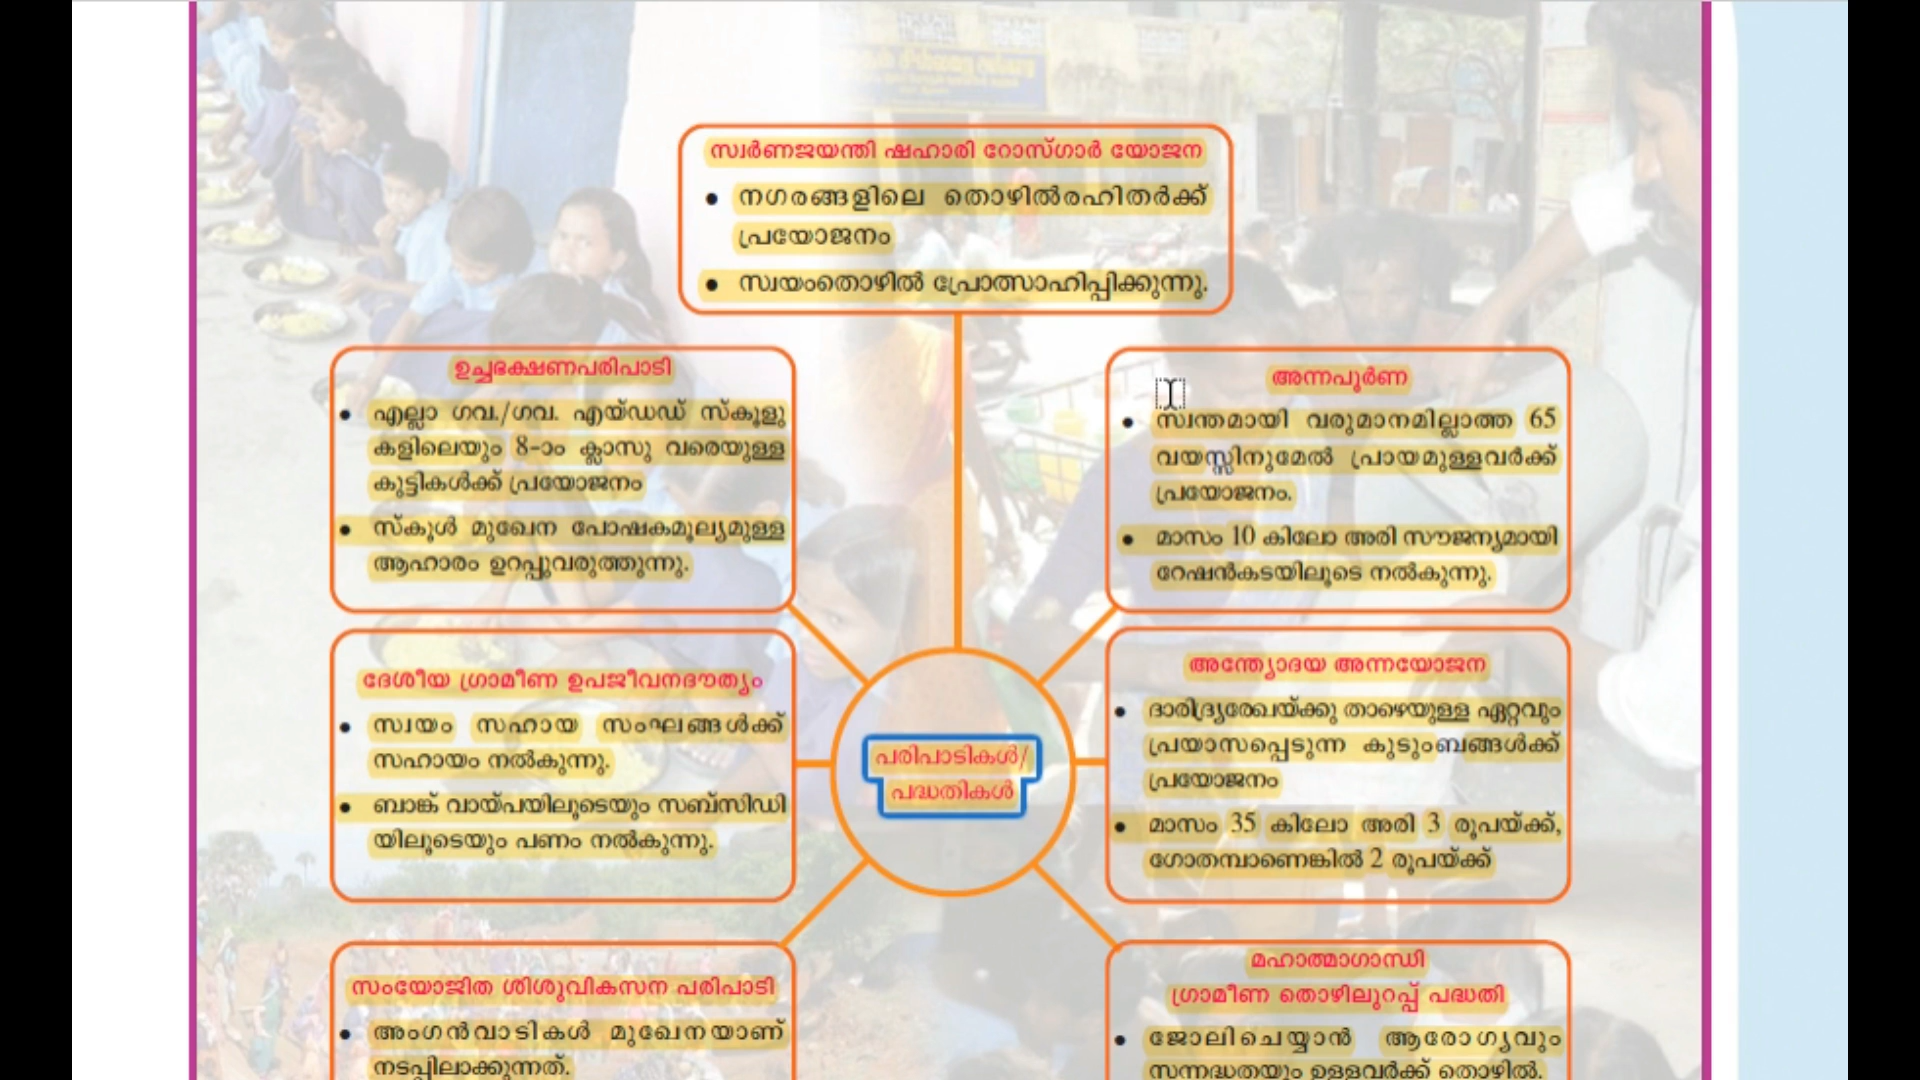 സ്വർണജയന്തി ഷഹാരി റോസ്ഗാർ യോജന
• നഗരങ്ങളിലെ തൊഴിൽരഹിതർക്ക്
പ്രയോജനം
• സ്വയംതൊഴിൽ പ്രോത്സാഹിപ്പിക്കുന്നു.
ഉച്ചഭക്ഷണപരിപാടി
• എല്ലാ ഗവ./ഗവ. എയ്ഡഡ് സ്കൂളു
കളിലെയും 8-ാം ക്ലാസു വരെയുള്ള
കുട്ടികൾക്ക് പ്രയോജനം
• സ്കൂൾ മുഖേന പോഷകമൂല്യമുള്ള
ആഹാരം ഉറപ്പുവരുത്തുന്നു.
അന്നപൂർണ
• സ്വന്തമായി വരുമാനമില്ലാത്ത 65
വയസ്സിനുമേൽ പ്രായമുള്ളവർക്ക്
പ്രയോജനം.
• മാസം 10 കിലോ അരി സൗജന്യമായി
റേഷൻകടയിലൂടെ നൽകുന്നു.
ദേശീയ ഗ്രാമീണ ഉപജീവനദൗത്യം
• സ്വയം സഹായ സംഘങ്ങൾക്ക്
സഹായം നൽകുന്നു.
• ബാങ്ക് വായ്പയിലൂടെയും സബ്സിഡി
യിലൂടെയും പണം നൽകുന്നു.
പരിപാടികൾ/
പദ്ധതികൾ
അന്ത്യോദയ അന്നയോജന
• ദാരിദ്ര്യരേഖയ്ക്കു താഴെയുള്ള ഏറ്റവും
പ്രയാസപ്പെടുന്ന കുടുംബങ്ങൾക്ക്
പ്രയോജനം
• മാസം 35 കിലോ അരി 3 രൂപയ്ക്ക്,
ഗോതമ്പാണെങ്കിൽ 2 രൂപയ്ക്ക്
സംയോജിത ശിശുവികസന പരിപാടി
• അംഗൻവാടികൾ മുഖേനയാണ്
നടപ്പിലാക്കുന്നത്.
മഹാത്മാഗാന്ധി
ഗ്രാമീണ തൊഴിലുറപ്പ് പദ്ധതി
• ജോലിചെയ്യാൻ ആരോഗ്യവും
സന്നദ്ധതയും ഉള്ളവർക്ക് തൊഴിൽ.